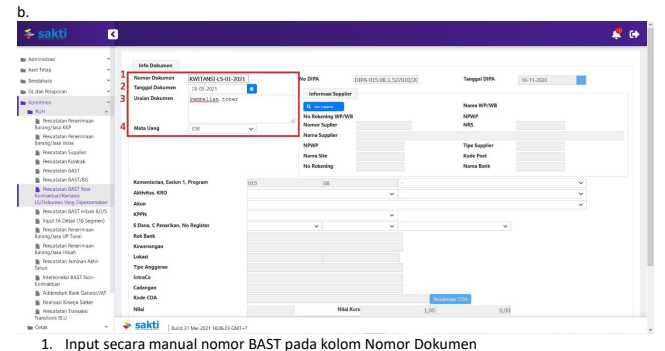 b.
sakti
Administrasi
Aset Tetap
Bendahara
GL dan Pelaporan
Komitmen
RUH
Pencatatan Penerimaan
Barang/Jasa KKP
Pencatatan Penerimaan
Barang/Jasa Valas
Pencatatan Supplier
Pencatatan Kontrak
Pencatatan BAST
Pencatatan BAST/BG
Pencatatan BAST Non
Kontraktual/Kwitansi
LS/Dokumen Yang Dipersamakan
Pencatatan BAST Hibah B/J/S
Input FA Detail (16 Segmen)
Pencatatan Penerimaan
Barang/Jasa UP Tunai
Pencatatan Penerimaan
Barang/Jasa Hibah
Pencatatan Jaminan Akhir
Tahun
Interkoneksi BAST Non-
Kontraktual
Addendum Bank Garansi/JAT
Realisasi Kinerja Satker
Pencatatan Transaksi
Transitoris BLU
Cetak
Info Dokumen
1 Nomor Dokumen KWITANSI-LS-01-2021
2 Tanggal Dokumen 28-05-2021
3 Uraian Dokumen Pembelian toner
4 Mata Uang IDR
No DIPA DIPA-015.08.1.527010/20
Tanggal DIPA 16-11-2020
Informasi Supplier
Cari Supplier
Nama WP/WB
No Rekening WP/WB
NPWP
Nomor Suplier
NRS
Nama Supplier
NPWP
Tipe Supplier
Nama Site
Kode Post
No Rekening
Nama Bank
Kementerian, Eselon 1, Program 015 08 -
Aktivitas, KRO
Akun
KPPN
S Dana, C Penarikan, No Register
Rek Bank
Kewenangan
Lokasi
Tipe Anggaran
IntraCo
Cadangan
Kode COA
Pendetilan COA
Nilai
Nilai Kurs 1,00 0,00
sakti Build 31 Mei 2021 18.06.03 GMT+7
1. Input secara manual nomor BAST pada kolom Nomor Dokumen